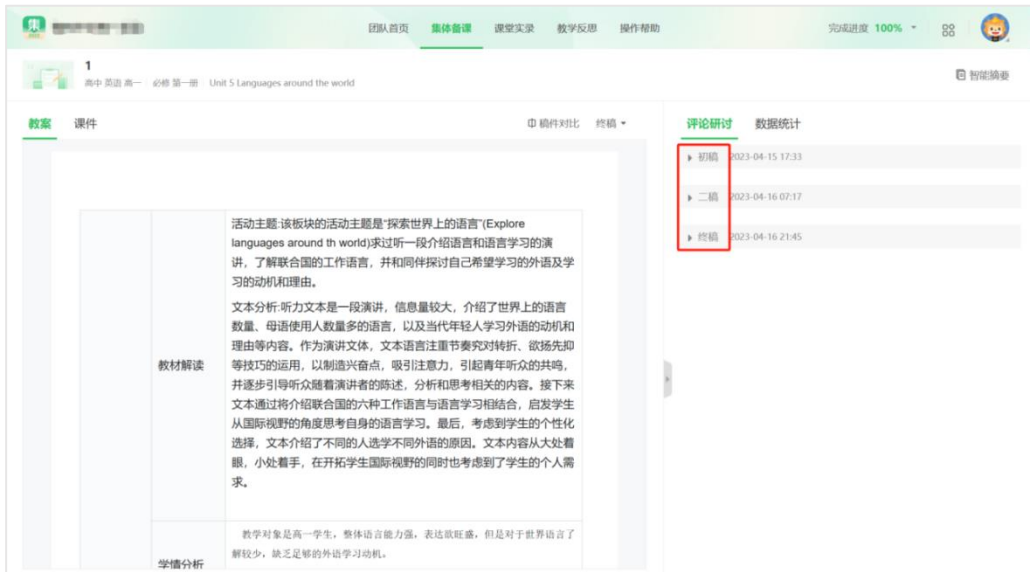 集
团队首页 集体备课 课堂实录 教学反思 操作帮助 完成进度 100%
1
高中 英语 高一 必修 第一册 Unit 5 Languages around the world
智能摘要
教案 课件 稿件对比 终稿
评论研讨 数据统计
初稿 2023-04-15 17:33
二稿 2023-04-16 07:17
终稿 2023-04-16 21:45
教材解读
活动主题:该板块的活动主题是“探索世界上的语言”(Explore
languages around th world)求过听一段介绍语言和语言学习的演
讲，了解联合国的工作语言，并和同伴探讨自己希望学习的外语及学
习的动机和理由。
文本分析:听力文本是一段演讲，信息量较大，介绍了世界上的语言
数量、母语使用人数量多的语言，以及当代年轻人学习外语的动机和
理由等内容。作为演讲文体，文本语言注重节奏究对转折、欲扬先抑
等技巧的运用，以制造兴奋点，吸引注意力，引起青年听众的共鸣，
并逐步引导听众随着演讲者的陈述，分析和思考相关的内容。接下来
文本通过将介绍联合国的六种工作语言与语言学习相结合，启发学生
从国际视野的角度思考自身的语言学习。最后，考虑到学生的个性化
选择，文本介绍了不同的人选学不同外语的原因。文本内容从大处着
眼，小处着手，在开拓学生国际视野的同时也考虑到了学生的个人需
求。
学情分析
教学对象是高一学生，整体语言能力强，表达欲旺盛，但是对于世界语言了
解较少，缺乏足够的外语学习动机。